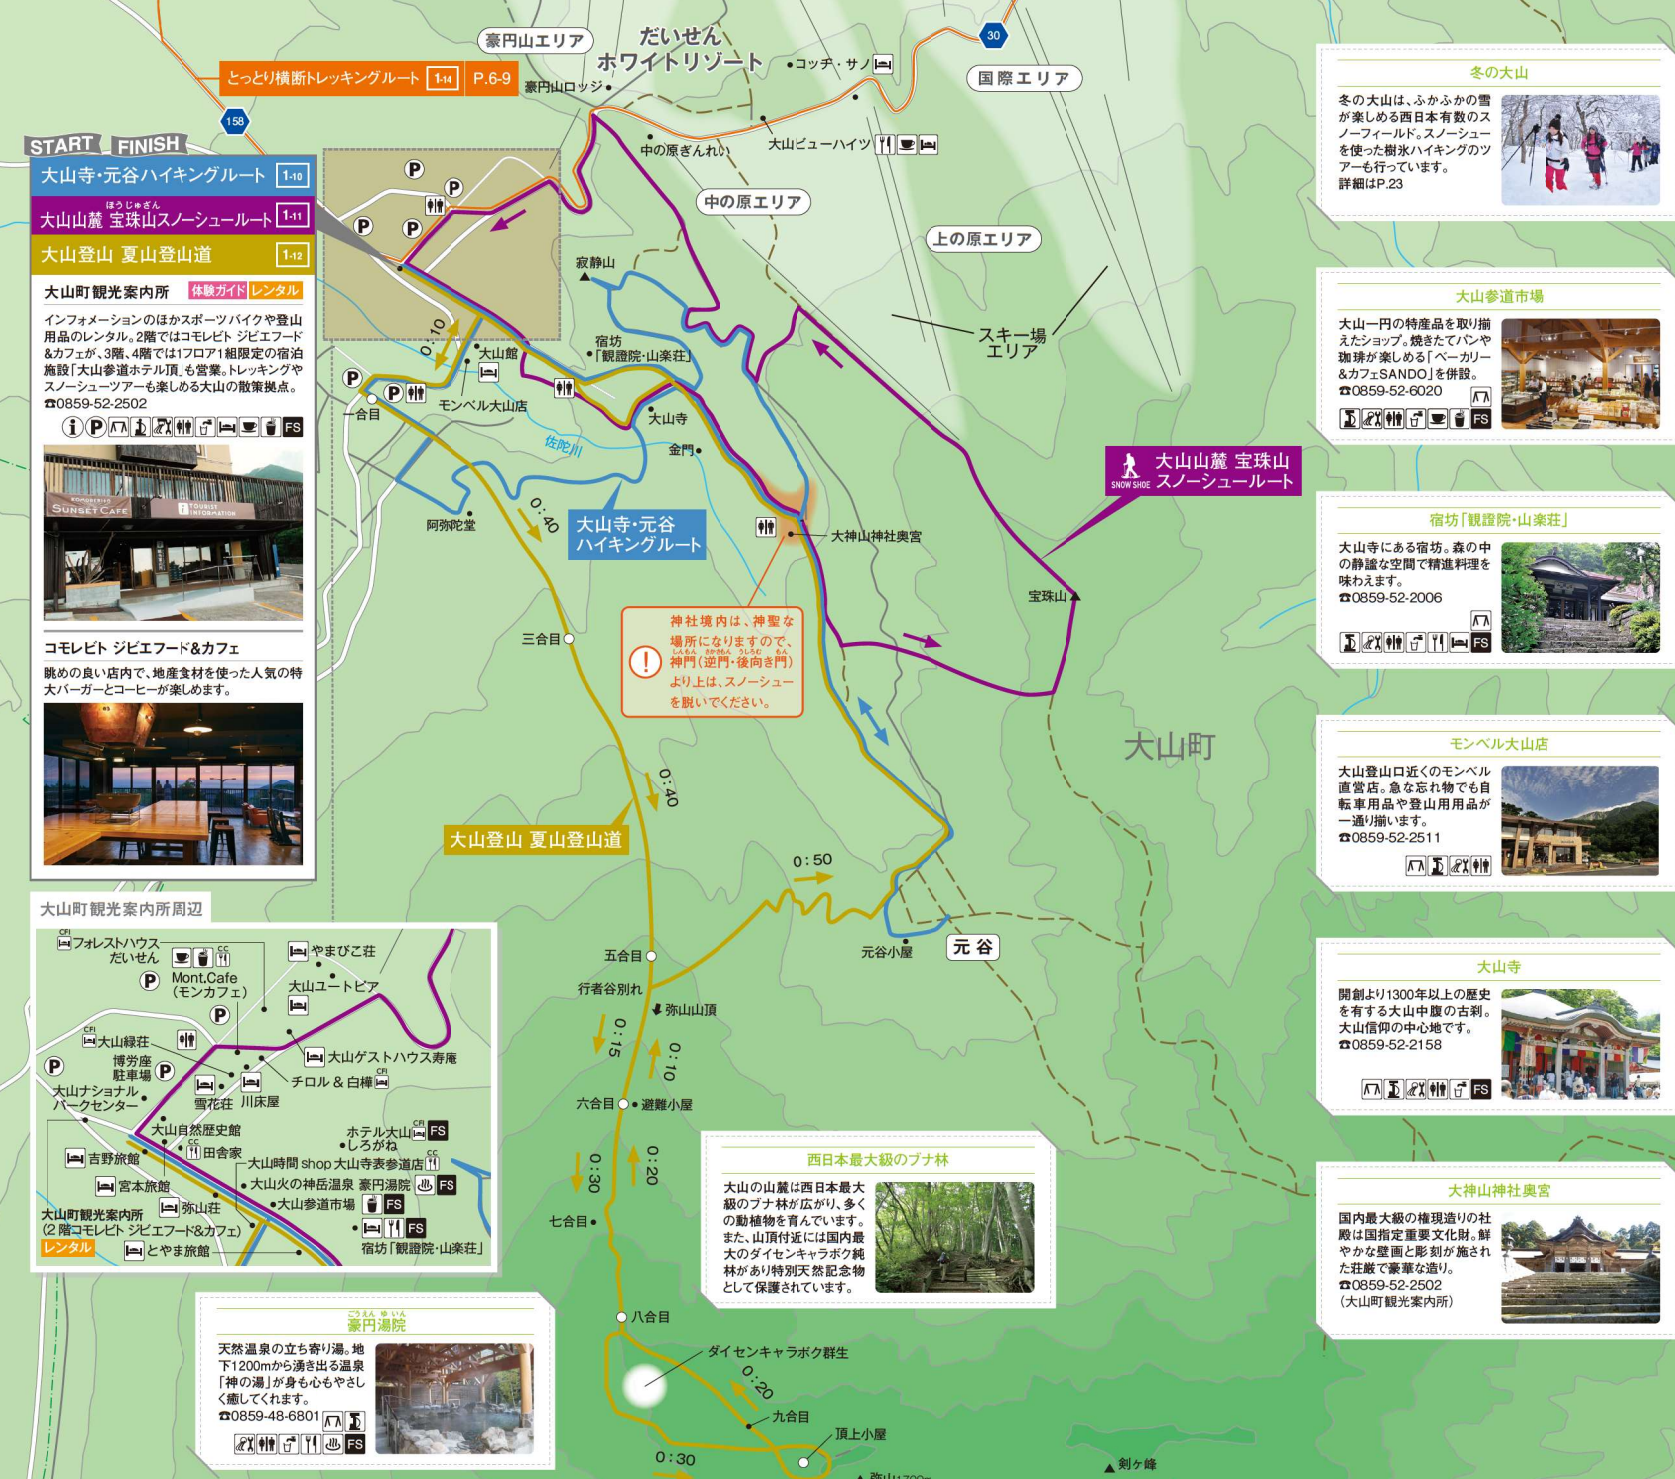 豪円山エリア
だいせん
ホワイトリゾート
コッヂ・サノ
30
国際エリア
とっとり横断トレッキングルート 1-14 P.6-9
豪円山ロッジ
158
中の原ぎんれい
大山ビューハイツ
中の原エリア
上の原エリア
スキー場
エリア
START FINISH
大山寺・元谷ハイキングルート 1-10
ほうじゅざん
大山山麓 宝珠山スノーシュールート 1-11
大山登山 夏山登山道 1-12
大山町観光案内所 体験ガイド レンタル
インフォメーションのほかスポーツバイクや登山
用品のレンタル。2階ではコモレビト ジビエフード
&カフェが、3階、4階では1フロア1組限定の宿泊
施設「大山参道ホテル頂」も営業。トレッキングや
スノーシューツアーも楽しめる大山の散策拠点。
☎0859-52-2502
FS
KOMOREBITO
SUNSET CAFE
TOURIST
INFORMATION
コモレビト ジビエフード&カフェ
眺めの良い店内で、地産食材を使った人気の特
大バーガーとコーヒーが楽しめます。
P
P
P
P
寂静山
宿坊
「観證院・山楽荘」
0:10
大山館
P
P
一合目
モンベル大山店
大山寺
佐陀川
金門
阿弥陀堂
0:40
大山寺・元谷
ハイキングルート
大神山神社奥宮
SNOW SHOE
大山山麓 宝珠山
スノーシュールート
宝珠山
三合目
神社境内は、神聖な
場所になりますので、
しんもん さかさもん うしろむ もん
神門(逆門・後向き門)
より上は、スノーシュー
を脱いでください。
大山町
0:40
大山登山 夏山登山道
0:50
元谷小屋
元谷
五合目
行者谷別れ
弥山山頂
0:15
0:10
六合目
避難小屋
0:30
0:20
七合目
八合目
ダイセンキャラボク群生
0:20
九合目
頂上小屋
0:30
剣ヶ峰
大山町観光案内所周辺
CFI
フォレストハウス
だいせん
CC
やまびこ荘
P
Mont.Cafe
(モンカフェ)
大山ユートピア
P
CFI
大山緑荘
大山ゲストハウス寿庵
P
博労座
駐車場
P
CFI
チロル & 白樺
大山ナショナル
パークセンター
雪花荘
川床屋
大山自然歴史館
CFI
ホテル大山
しろがね
FS
吉野旅館
CC
田舎家
CC
大山時間 shop 大山寺表参道店
宮本旅館
大山火の神岳温泉 豪円湯院 FS
弥山荘
大山参道市場 FS
大山町観光案内所
(2階コモレビト ジビエフード&カフェ)
FS
レンタル
とやま旅館
宿坊「観證院・山楽荘」
ごうえん ゆ いん
豪円湯院
天然温泉の立ち寄り湯。地
下1200mから湧き出る温泉
「神の湯」が身も心もやさし
く癒してくれます。
☎0859-48-6801
FS
西日本最大級のブナ林
大山の山麓は西日本最大
級のブナ林が広がり、多く
の動植物を育んでいます。
また、山頂付近には国内最
大のダイセンキャラボク純
林があり特別天然記念物
として保護されています。
冬の大山
冬の大山は、ふかふかの雪
が楽しめる西日本有数のス
ノーフィールド。スノーシュー
を使った樹氷ハイキングのツ
アーも行っています。
詳細はP.23
大山参道市場
大山一円の特産品を取り揃
えたショップ。焼きたてパンや
珈琲が楽しめる「ベーカリー
&カフェSANDO」を併設。
☎0859-52-6020
FS
宿坊「観證院・山楽荘」
大山寺にある宿坊。森の中
の静謐な空間で精進料理を
味わえます。
☎0859-52-2006
FS
モンベル大山店
大山登山口近くのモンベル
直営店。急な忘れ物でも自
転車用品や登山用用品が
一通り揃います。
☎0859-52-2511
大山寺
開創より1300年以上の歴史
を有する大山中腹の古刹。
大山信仰の中心地です。
☎0859-52-2158
FS
大神山神社奥宮
国内最大級の権現造りの社
殿は国指定重要文化財。鮮
やかな壁画と彫刻が施され
た荘厳で豪華な造り。
☎0859-52-2502
(大山町観光案内所)